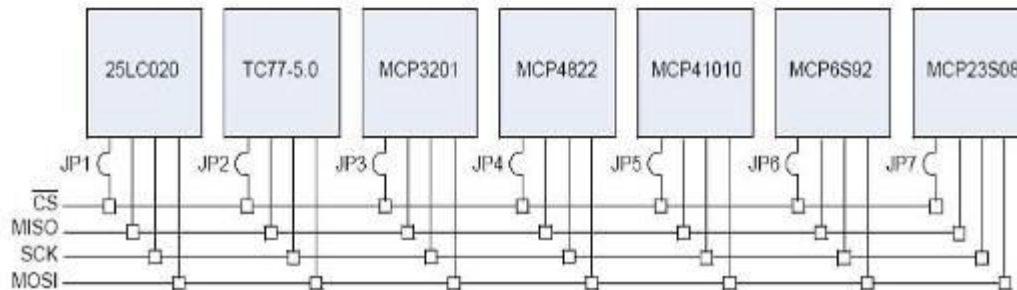 25LC020 TC77-5.0 MCP3201 MCP4822 MCP41010 MCP6S92 MCP23S08
JP1 JP2 JP3 JP4 JP5 JP6 JP7
CS
MISO
SCK
MOSI